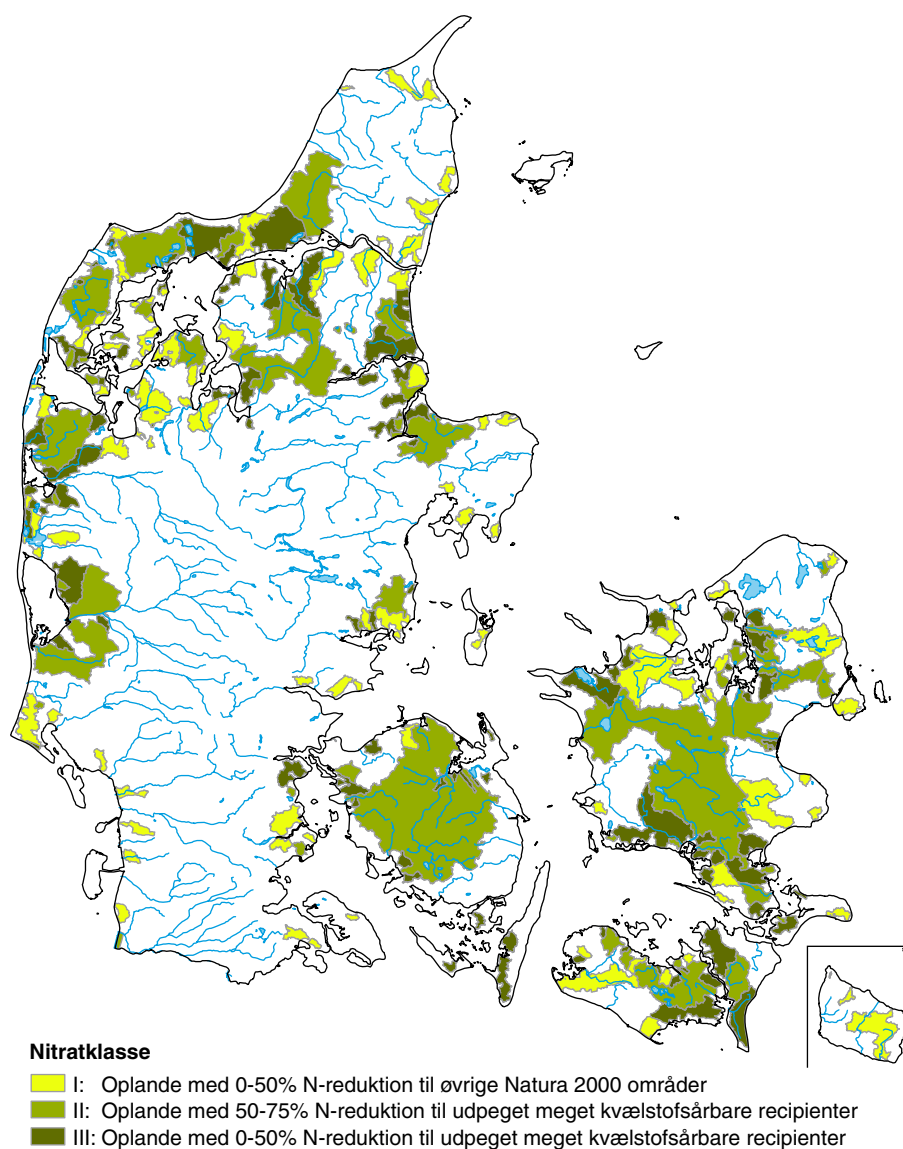 Nitratklasse
I: Oplande med 0-50% N-reduktion til øvrige Natura 2000 områder
II: Oplande med 50-75% N-reduktion til udpeget meget kvælstofsårbare recipienter
III: Oplande med 0-50% N-reduktion til udpeget meget kvælstofsårbare recipienter